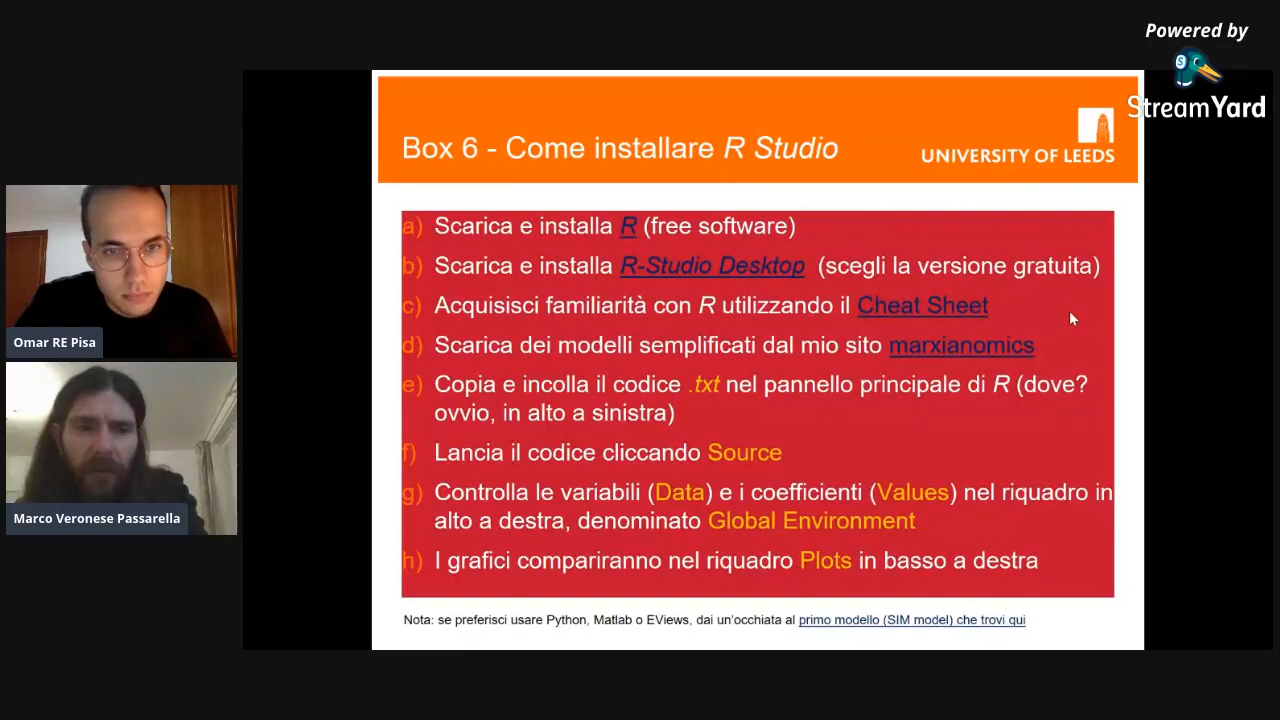 Powered by
StreamYard
Box 6 - Come installare R Studio
UNIVERSITY OF LEEDS
a) Scarica e installa R (free software)
b) Scarica e installa R-Studio Desktop (scegli la versione gratuita)
c) Acquisisci familiarità con R utilizzando il Cheat Sheet
d) Scarica dei modelli semplificati dal mio sito marxianomics
e) Copia e incolla il codice .txt nel pannello principale di R (dove?
ovvio, in alto a sinistra)
f) Lancia il codice cliccando Source
g) Controlla le variabili (Data) e i coefficienti (Values) nel riquadro in
alto a destra, denominato Global Environment
h) I grafici compariranno nel riquadro Plots in basso a destra
Nota: se preferisci usare Python, Matlab o EViews, dai un'occhiata al primo modello (SIM model) che trovi qui
Omar RE Pisa
Marco Veronese Passarella